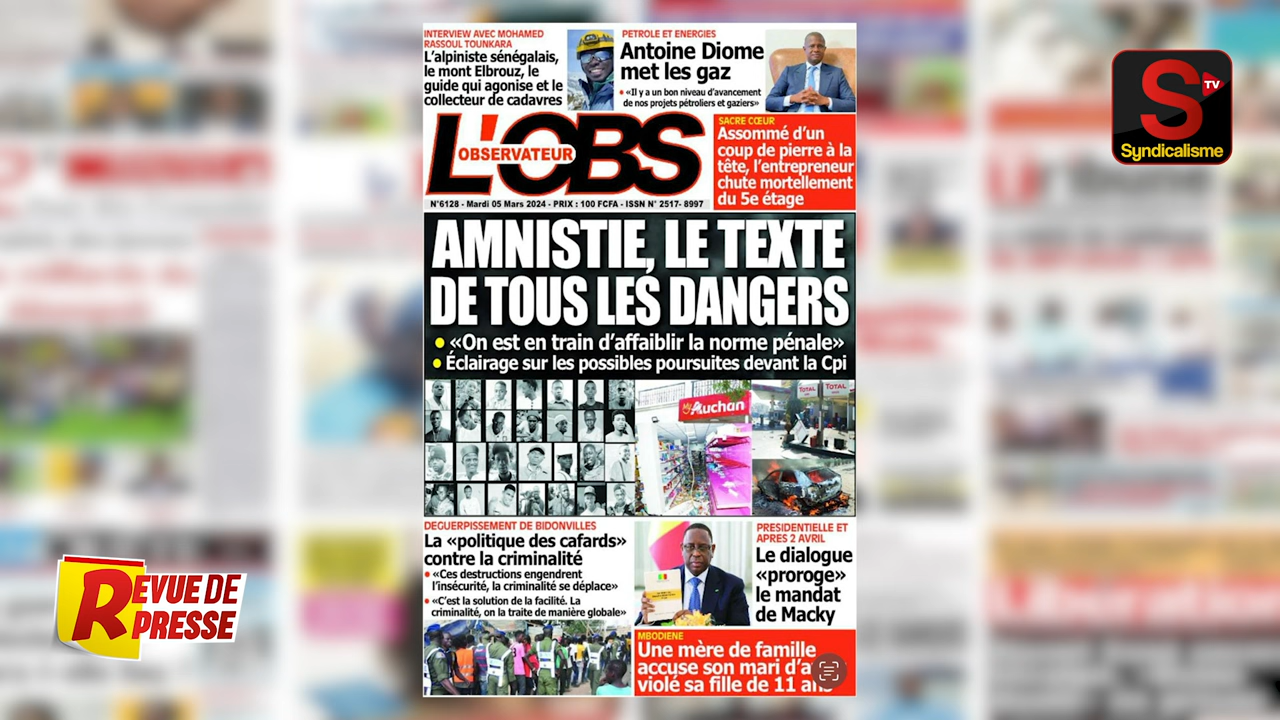 INTERVIEW AVEC MOHAMED
RASSOUL TOUNKARA
L'alpiniste sénégalais,
le mont Elbrouz, le
guide qui agonise et le
collecteur de cadavres
PETROLE ET ENERGIES
Antoine Diome
met les gaz
• «Il y a un bon niveau d'avancement
de nos projets pétroliers et gaziers»
L'OBS
OBSERVATEUR
N°6128 - Mardi 05 Mars 2024 - PRIX : 100 FCFA - ISSN N° 2517- 8997
SACRE CŒUR
Assommé d'un
coup de pierre à la
tête, l'entrepreneur
chute mortellement
du 5e étage
AMNISTIE, LE TEXTE
DE TOUS LES DANGERS
• «On est en train d'affaiblir la norme pénale»
• Éclairage sur les possibles poursuites devant la Cpi
My Auchan
TOTAL
TOTAL
DEGUERPISSEMENT DE BIDONVILLES
La «politique des cafards»
contre la criminalité
• «Ces destructions engendrent
l'insécurité, la criminalité se déplace»
• «C'est la solution de la facilité. La
criminalité, on la traite de manière globale»
PRESIDENTIELLE ET
APRES 2 AVRIL
Le dialogue
«proroge»
le mandat
de Macky
MBODIENE
Une mère de famille
accuse son mari d'a
violé sa fille de 11 ans
S TV
Syndicalisme
REVUE DE
PRESSE